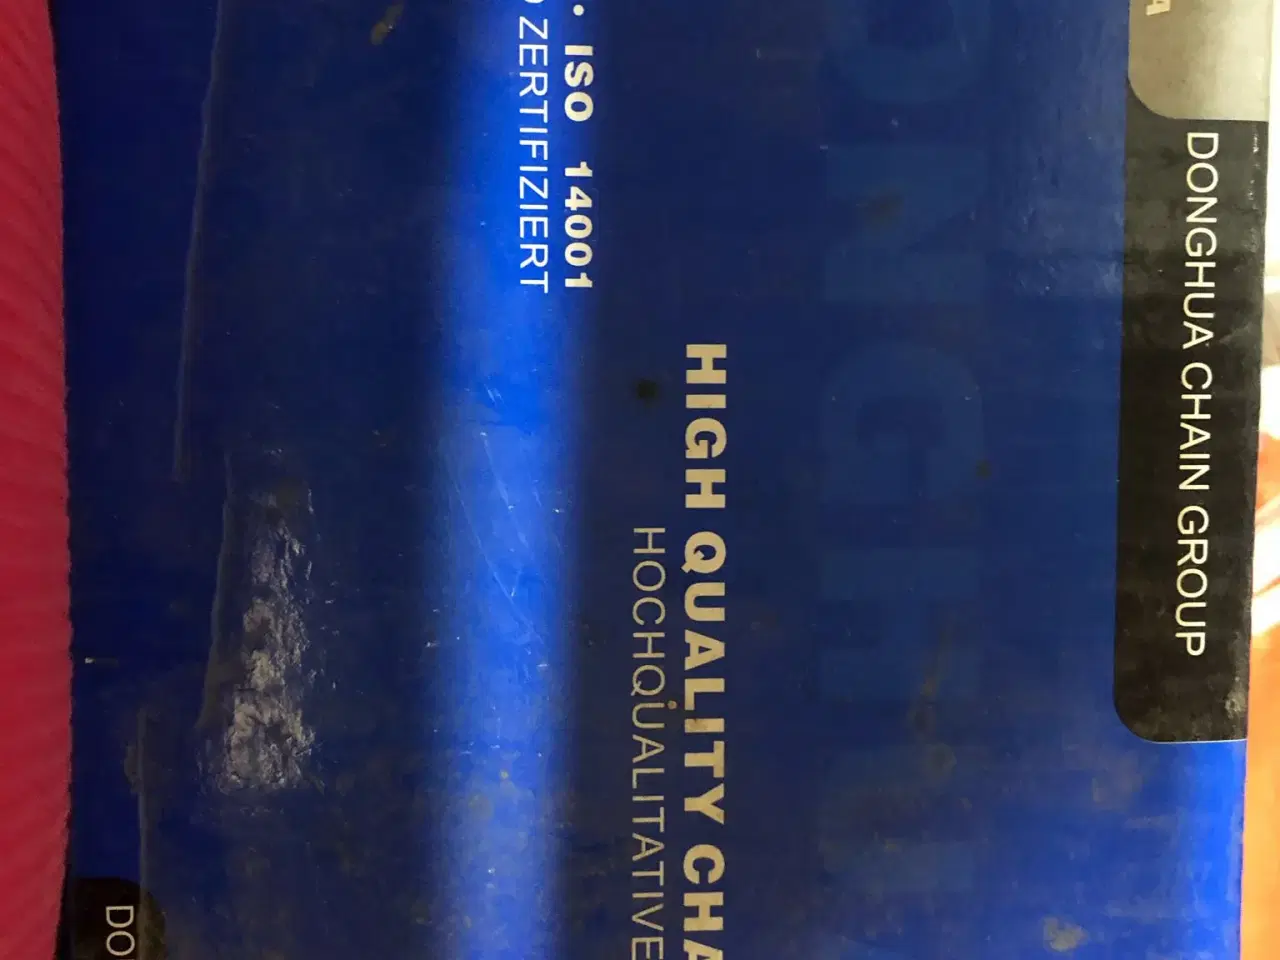 DONGHUA CHAIN GROUP
HIGH QUALITY CHA
HOCHQUALITATIVE
• ISO 14001
ZERTIFIZIERT
DO